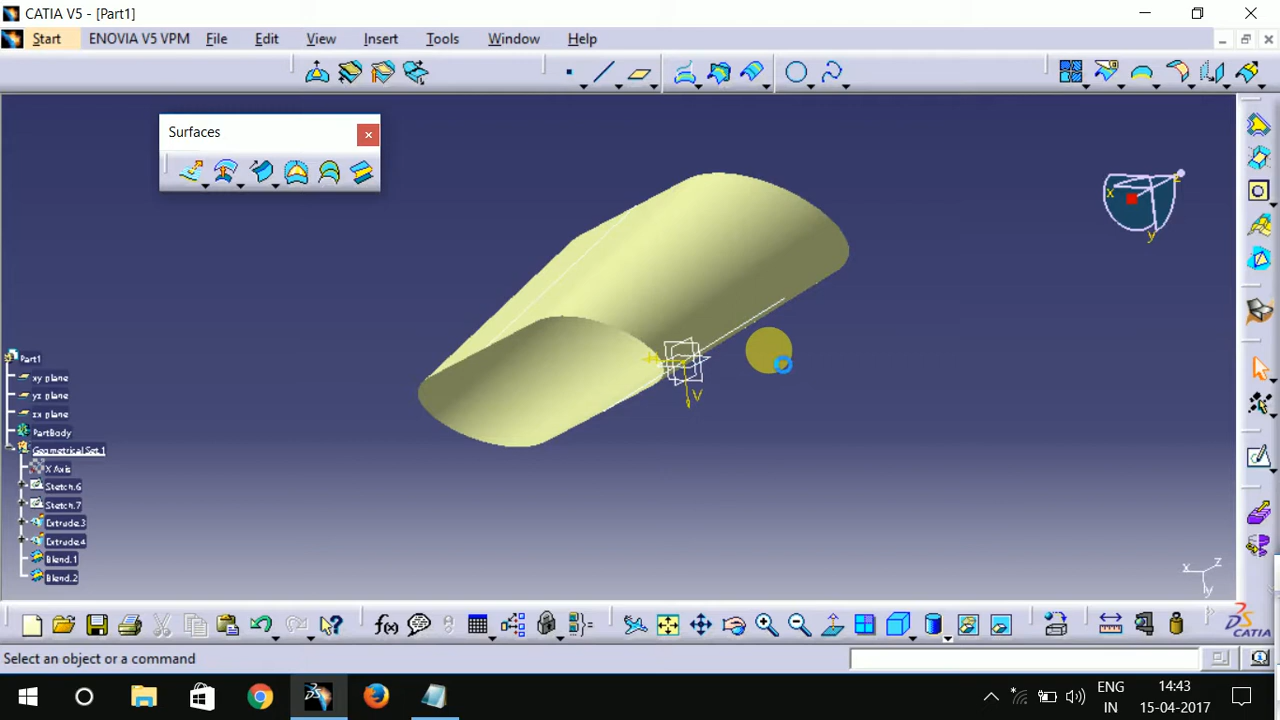 CATIA V5 - [Part1]
Start ENOVIA V5 VPM File Edit View Insert Tools Window Help
Surfaces
x z
y
H
V
Part1
xy plane
yz plane
zx plane
PartBody
Geometrical Set.1
X Axis
Sketch.6
Sketch.7
Extrude.3
Extrude.4
Blend.1
Blend.2
x z
y
f(x)
CATIA
Select an object or a command
ENG 14:43
IN 15-04-2017